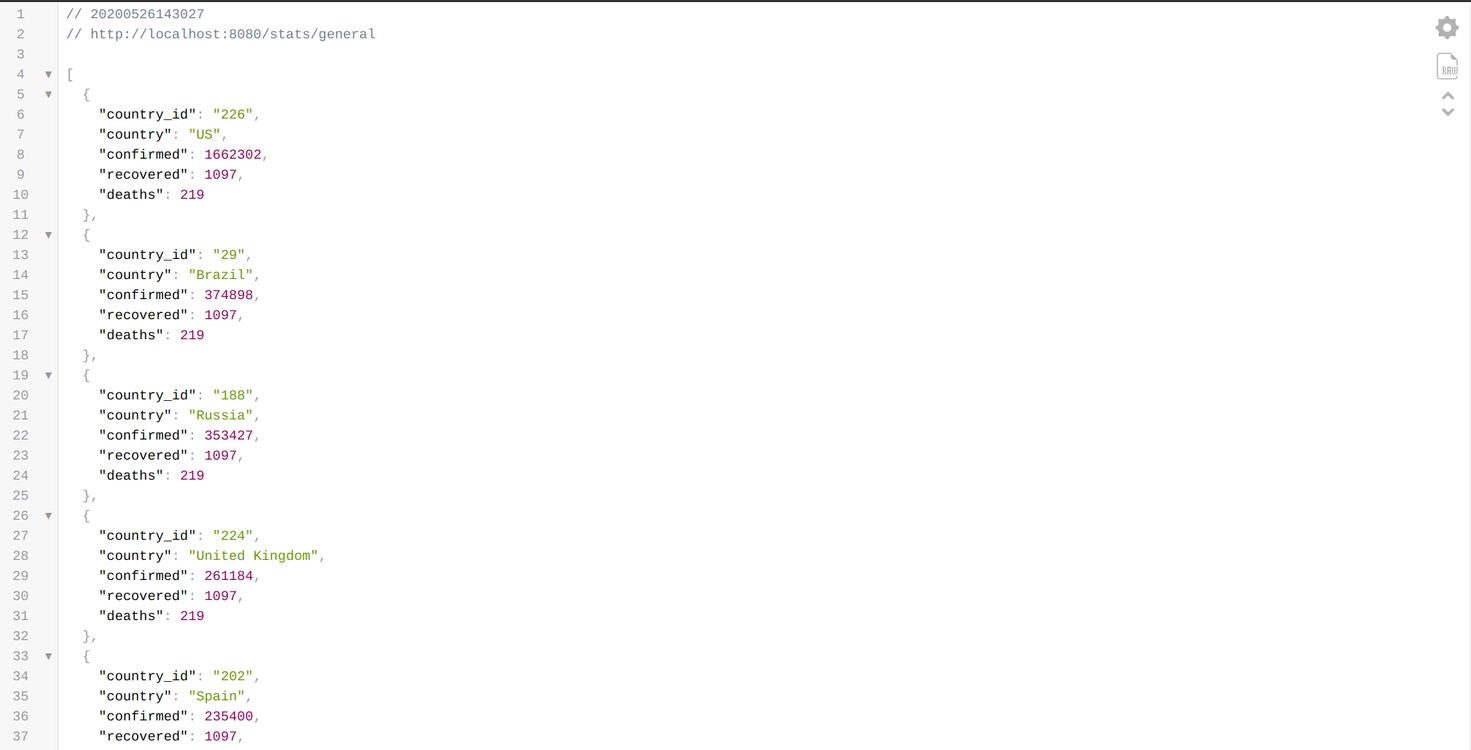 1 // 20200526143027
2 // http://localhost:8080/stats/general
3
4 [
5 {
6 "country_id": "226",
7 "country": "US",
8 "confirmed": 1662302,
9 "recovered": 1097,
10 "deaths": 219
11 },
12 {
13 "country_id": "29",
14 "country": "Brazil",
15 "confirmed": 374898,
16 "recovered": 1097,
17 "deaths": 219
18 },
19 {
20 "country_id": "188",
21 "country": "Russia",
22 "confirmed": 353427,
23 "recovered": 1097,
24 "deaths": 219
25 },
26 {
27 "country_id": "224",
28 "country": "United Kingdom",
29 "confirmed": 261184,
30 "recovered": 1097,
31 "deaths": 219
32 },
33 {
34 "country_id": "202",
35 "country": "Spain",
36 "confirmed": 235400,
37 "recovered": 1097,
RAW